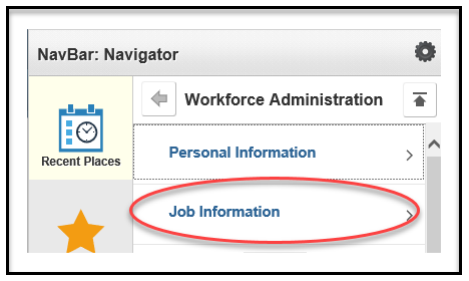 NavBar: Navigator
Workforce Administration
Recent Places
Personal Information
Job Information